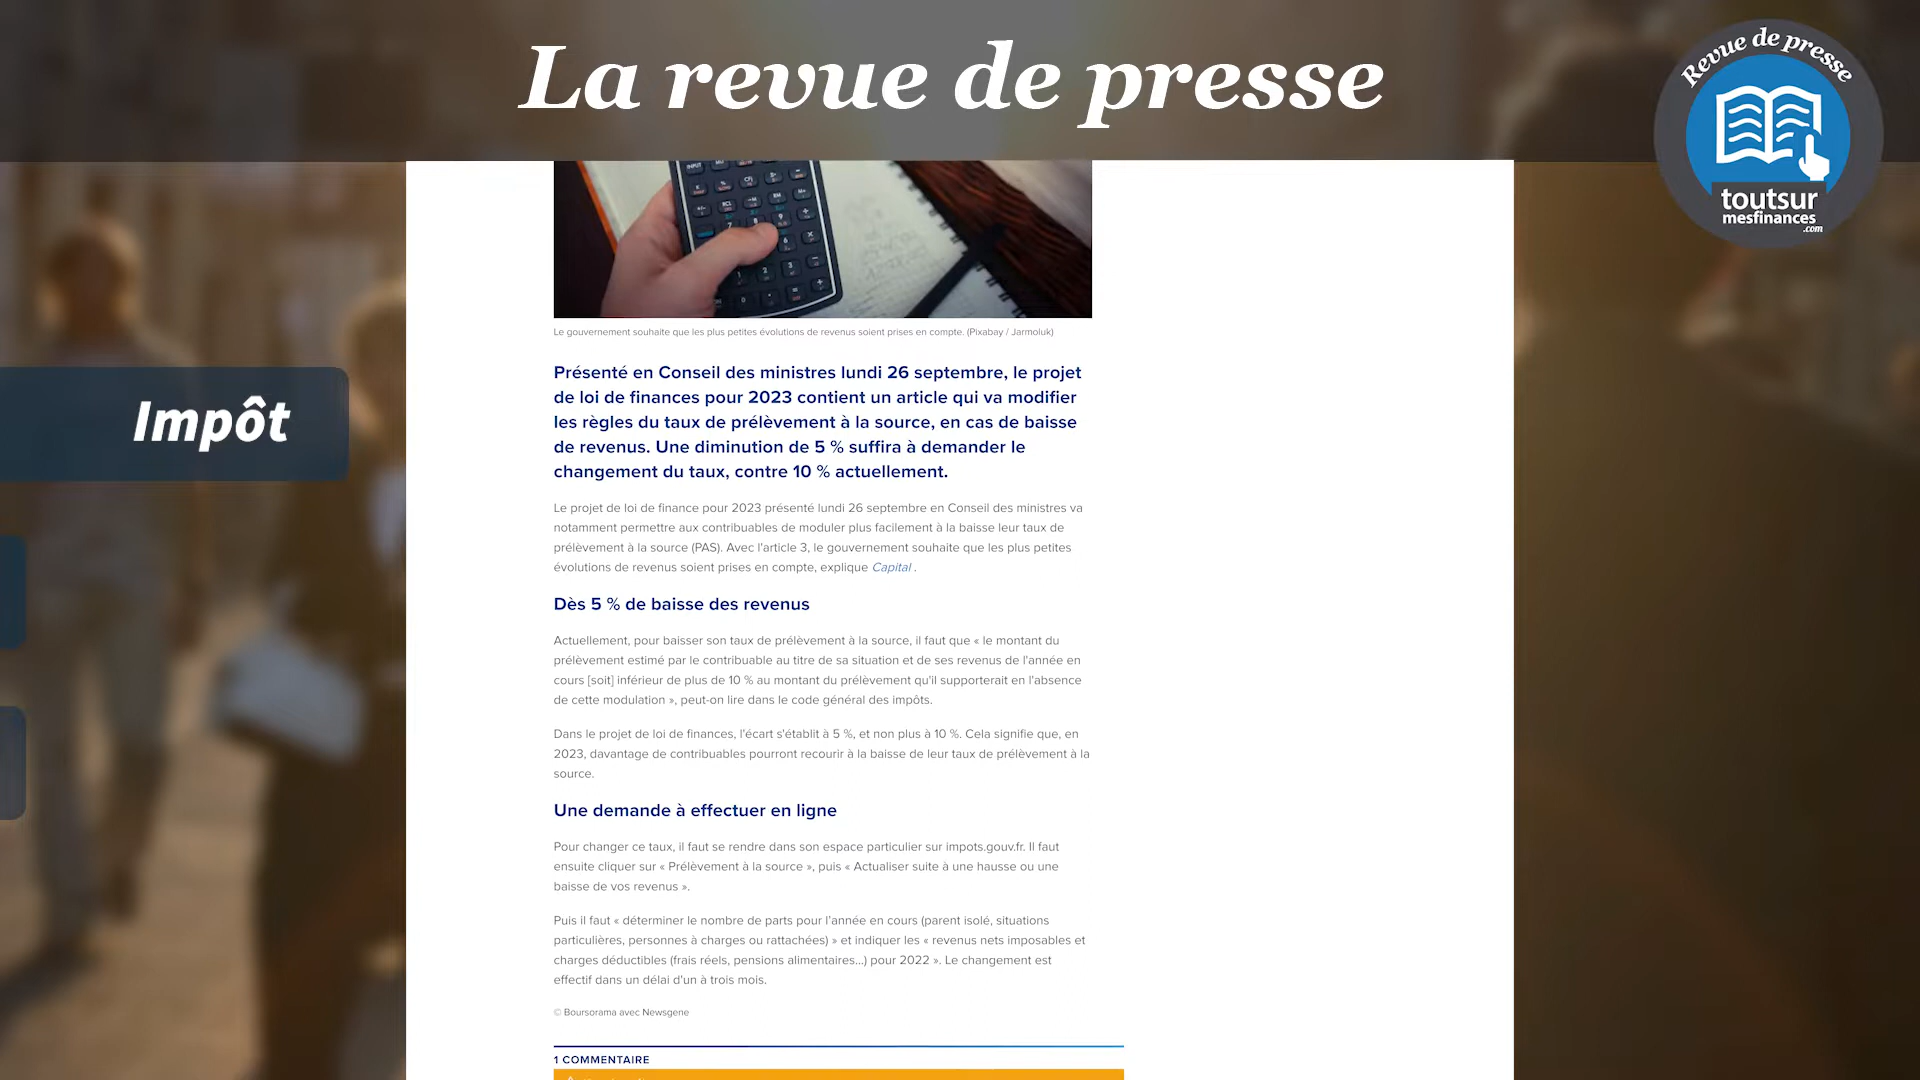 La revue de presse
Revue de presse
toutsur
mesfinances
.com
Impôt
Le gouvernement souhaite que les plus petites évolutions de revenus soient prises en compte. (Pixabay / Jarmoluk)
Présenté en Conseil des ministres lundi 26 septembre, le projet
de loi de finances pour 2023 contient un article qui va modifier
les règles du taux de prélèvement à la source, en cas de baisse
de revenus. Une diminution de 5 % suffira à demander le
changement du taux, contre 10 % actuellement.
Le projet de loi de finance pour 2023 présenté lundi 26 septembre en Conseil des ministres va
notamment permettre aux contribuables de moduler plus facilement à la baisse leur taux de
prélèvement à la source (PAS). Avec l'article 3, le gouvernement souhaite que les plus petites
évolutions de revenus soient prises en compte, explique Capital .
Dès 5 % de baisse des revenus
Actuellement, pour baisser son taux de prélèvement à la source, il faut que « le montant du
prélèvement estimé par le contribuable au titre de sa situation et de ses revenus de l'année en
cours [soit] inférieur de plus de 10 % au montant du prélèvement qu'il supporterait en l'absence
de cette modulation », peut-on lire dans le code général des impôts.
Dans le projet de loi de finances, l'écart s'établit à 5 %, et non plus à 10 %. Cela signifie que, en
2023, davantage de contribuables pourront recourir à la baisse de leur taux de prélèvement à la
source.
Une demande à effectuer en ligne
Pour changer ce taux, il faut se rendre dans son espace particulier sur impots.gouv.fr. Il faut
ensuite cliquer sur « Prélèvement à la source », puis « Actualiser suite à une hausse ou une
baisse de vos revenus ».
Puis il faut « déterminer le nombre de parts pour l'année en cours (parent isolé, situations
particulières, personnes à charges ou rattachées) » et indiquer les « revenus nets imposables et
charges déductibles (frais réels, pensions alimentaires...) pour 2022 ». Le changement est
effectif dans un délai d'un à trois mois.
© Boursorama avec Newsgene
1 COMMENTAIRE